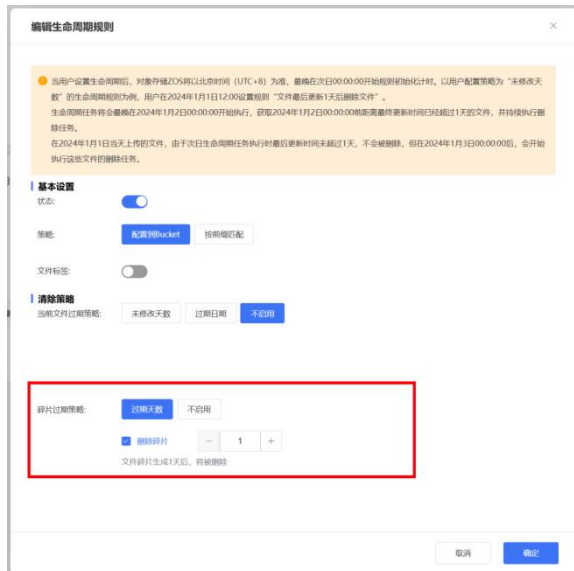 编辑生命周期规则
当用户设置生命周期后，对象存储ZOS将以北京时间（UTC+8）为准，最晚在次日00:00:00开始规则初始化计时。以用户配置策略为“未修改天
数”的生命周期规则为例，用户在2024年1月1日12:00设置规则“文件最后更新1天后删除文件”。
生命周期任务将会最晚在2024年1月2日00:00:00开始执行，获取2024年1月2日00:00:00前距离最终更新时间已经超过1天的文件，并持续执行删
除任务。
在2024年1月1日当天上传的文件，由于次日生命周期任务执行时最后更新时间未超过1天，不会被删除，但在2024年1月3日00:00:00后，会开始
执行这些文件的删除任务。
基本设置
状态:
策略: 配置到Bucket 按前缀匹配
文件标签:
清除策略
当前文件过期策略: 未修改天数 过期日期 不启用
碎片过期策略: 过期天数 不启用
删除碎片 － 1 +
文件碎片生成1天后，将被删除
取消 确定